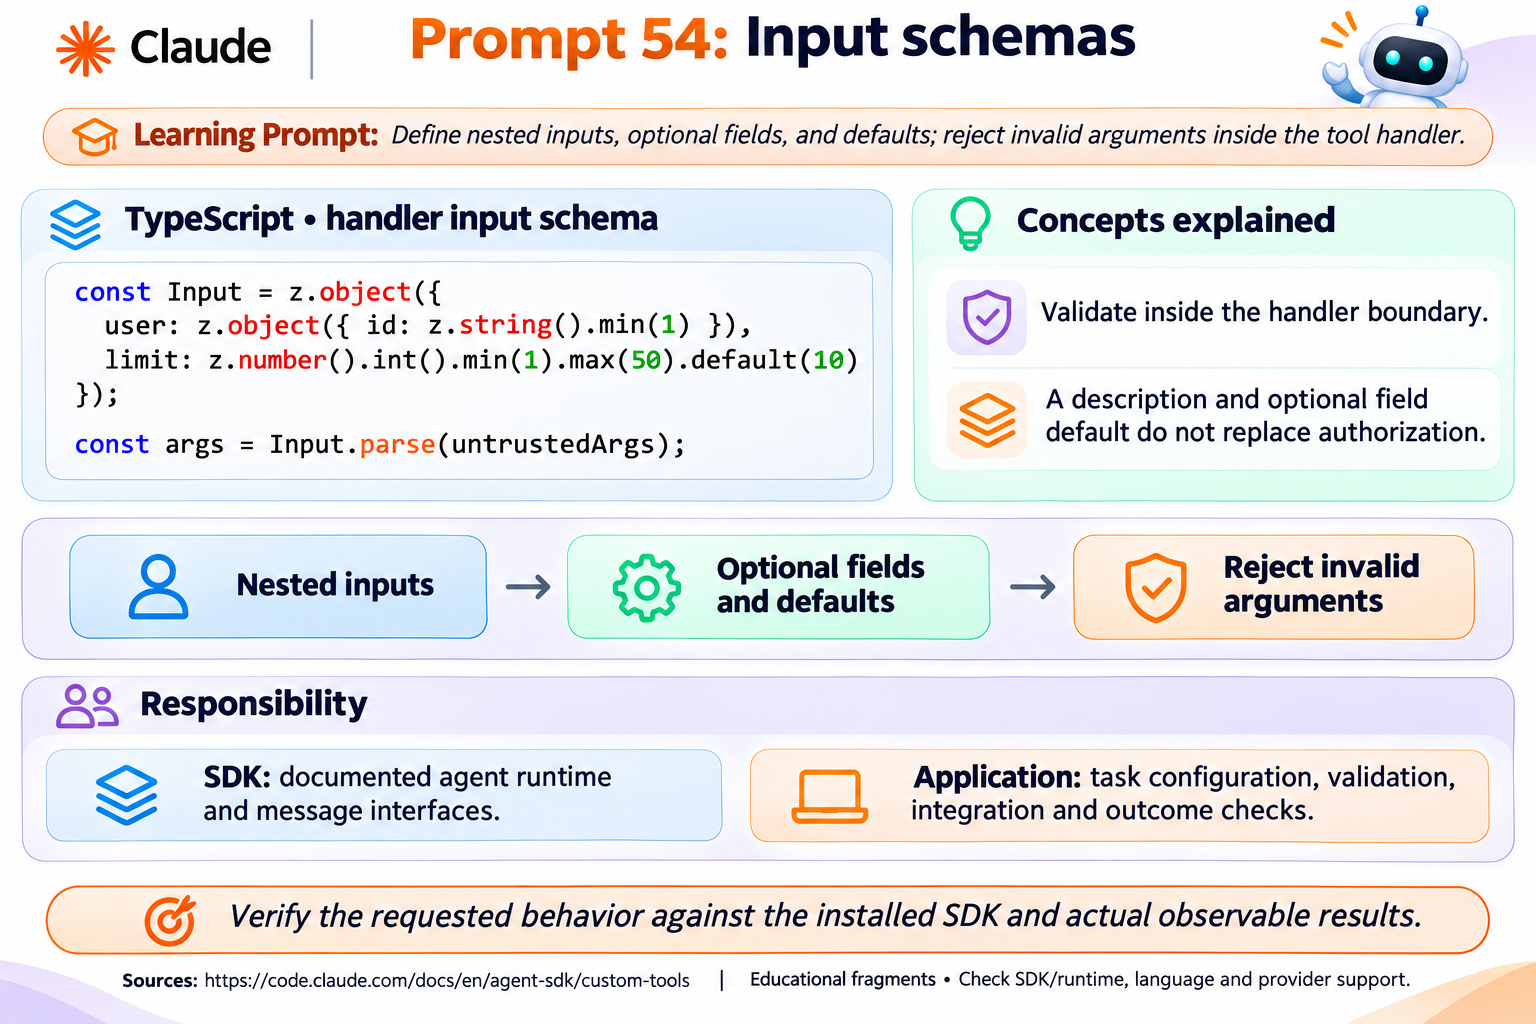 Claude
Prompt 54: Input schemas
Learning Prompt: Define nested inputs, optional fields, and defaults; reject invalid arguments inside the tool handler.
TypeScript • handler input schema
const Input = z.object({
  user: z.object({ id: z.string().min(1) }),
  limit: z.number().int().min(1).max(50).default(10)
});
const args = Input.parse(untrustedArgs);
Concepts explained
Validate inside the handler boundary.
A description and optional field
default do not replace authorization.
Nested inputs
Optional fields
and defaults
Reject invalid
arguments
Responsibility
SDK: documented agent runtime
and message interfaces.
Application: task configuration, validation,
integration and outcome checks.
Verify the requested behavior against the installed SDK and actual observable results.
Sources: https://code.claude.com/docs/en/agent-sdk/custom-tools | Educational fragments • Check SDK/runtime, language and provider support.